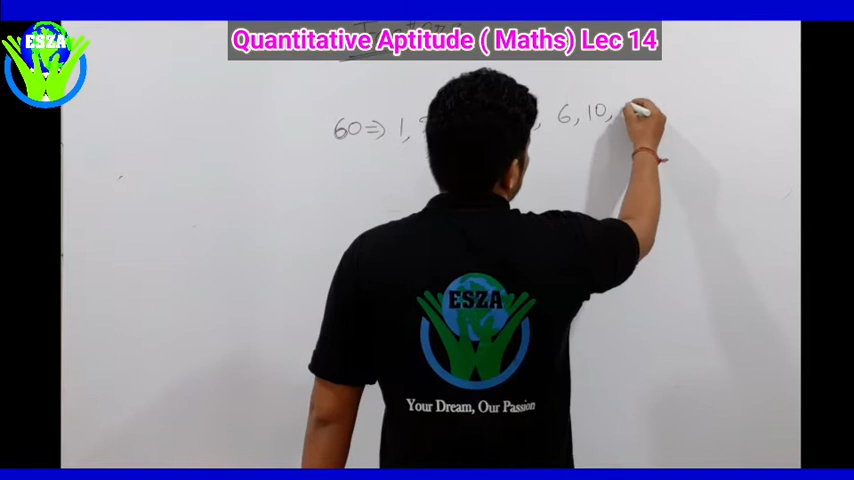 Quantitative Aptitude ( Maths) Lec 14
ESZA
60 ⇒ 1, 6, 10,
ESZA
Your Dream, Our Passion